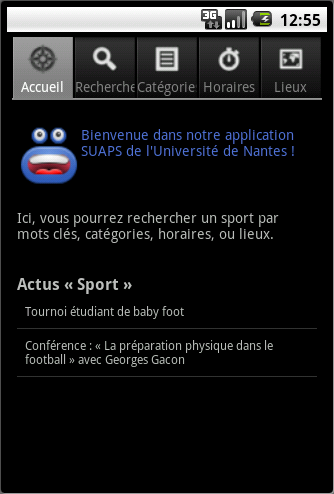 3G 12:55
Accueil Recherche Catégorie Horaires Lieux
Bienvenue dans notre application
SUAPS de l'Université de Nantes !
Ici, vous pourrez rechercher un sport par
mots clés, catégories, horaires, ou lieux.
Actus « Sport »
Tournoi étudiant de baby foot
Conférence : « La préparation physique dans le
football » avec Georges Gacon